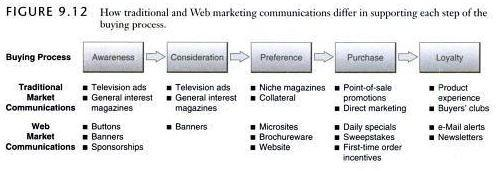 FIGURE 9.12 How traditional and Web marketing communications differ in supporting each step of the
buying process.
Buying Process Awareness Consideration Preference Purchase Loyalty
Traditional ■ Television ads ■ Television ads ■ Niche magazines ■ Point-of-sale ■ Product
Market ■ General interest ■ General interest ■ Collateral promotions experience
Communications magazines magazines ■ Direct marketing ■ Buyers' clubs
Web ■ Buttons ■ Banners ■ Microsites ■ Daily specials ■ e-Mail alerts
Market ■ Banners ■ Brochureware ■ Sweepstakes ■ Newsletters
Communications ■ Sponsorships ■ Website ■ First-time order
incentives